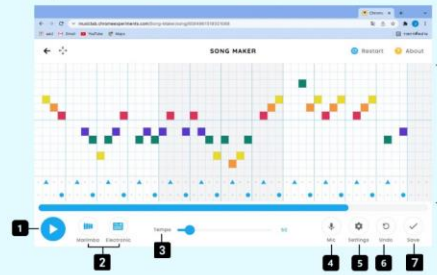 Chrome
musiclab.chromeexperiments.com/Song-Maker/song/
YouTube
Maps
SONG MAKER
Restart
About
1
Marimba
Electronic
Tempo
2
3
Mic
Settings
Undo
Save
4
5
6
7